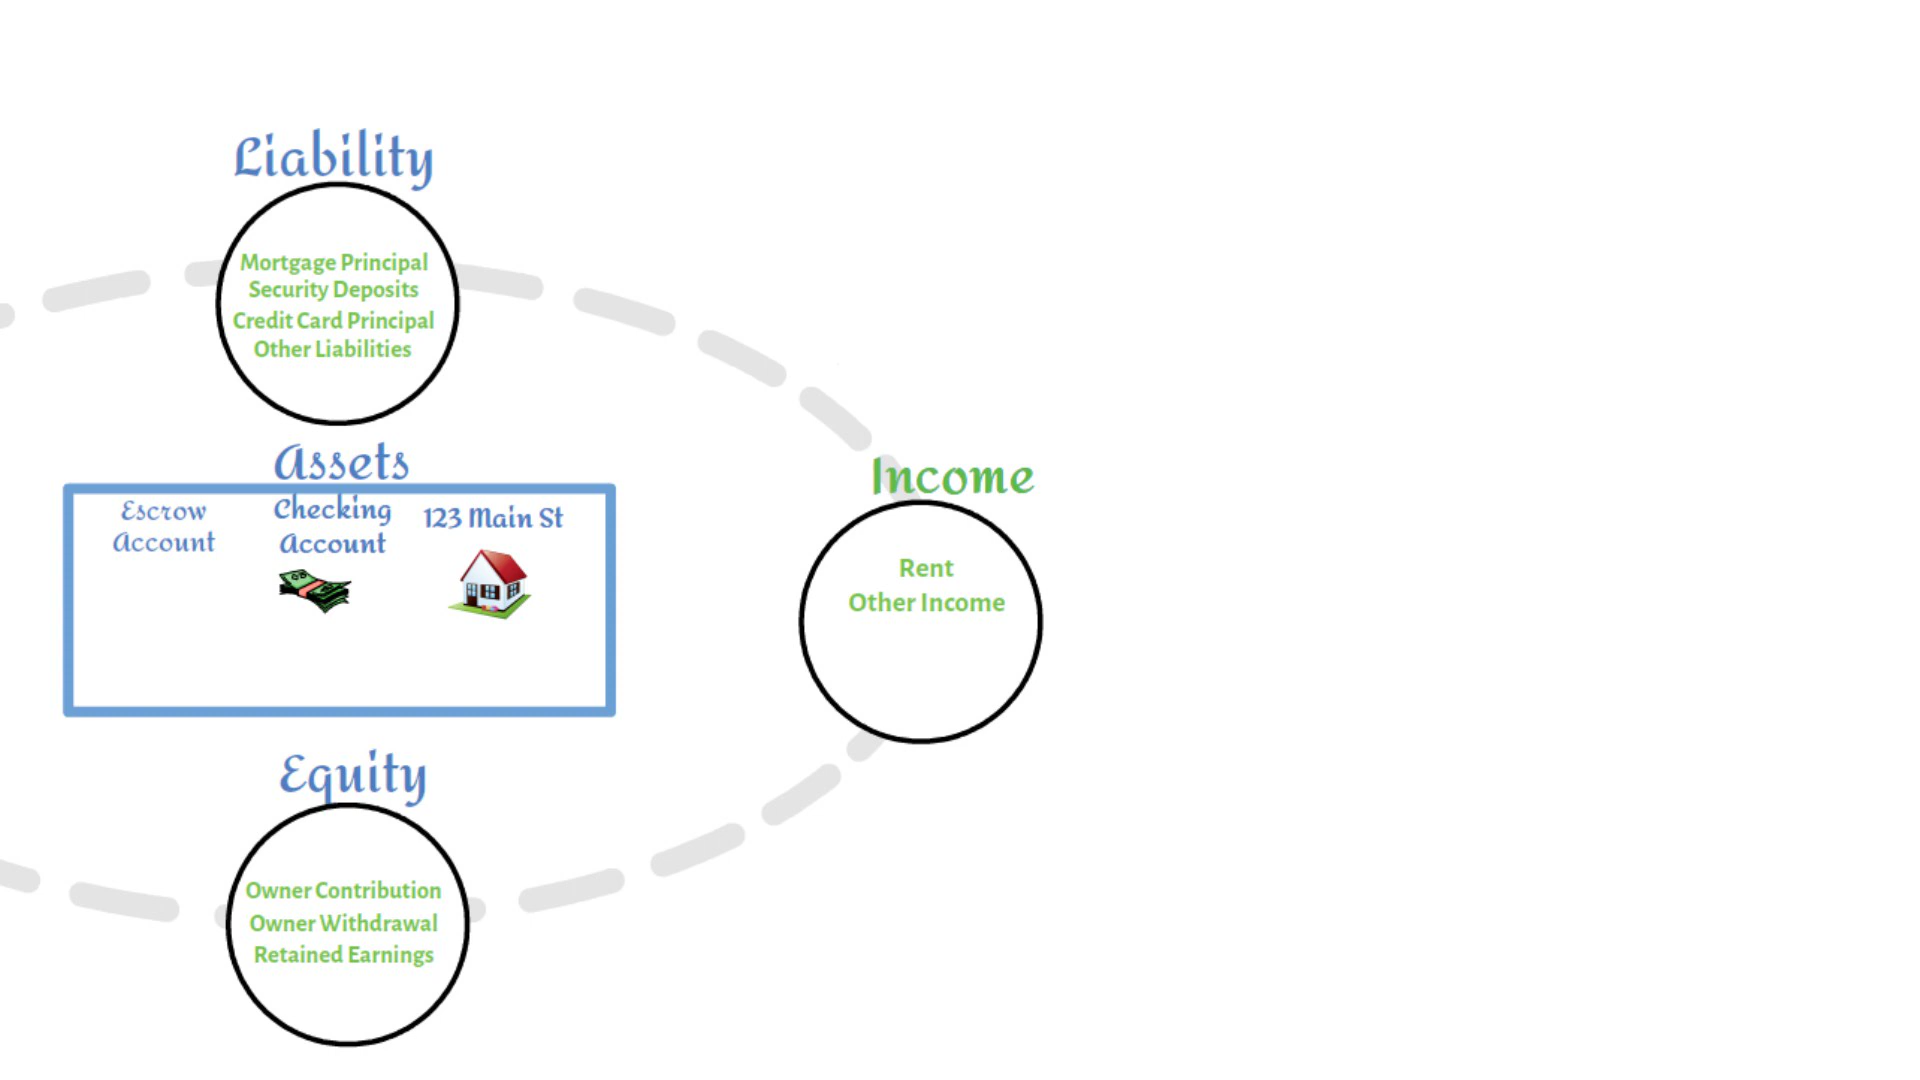 Liability
Mortgage Principal
Security Deposits
Credit Card Principal
Other Liabilities
Assets
Escrow
Account
Checking
Account
123 Main St
Income
Rent
Other Income
Equity
Owner Contribution
Owner Withdrawal
Retained Earnings